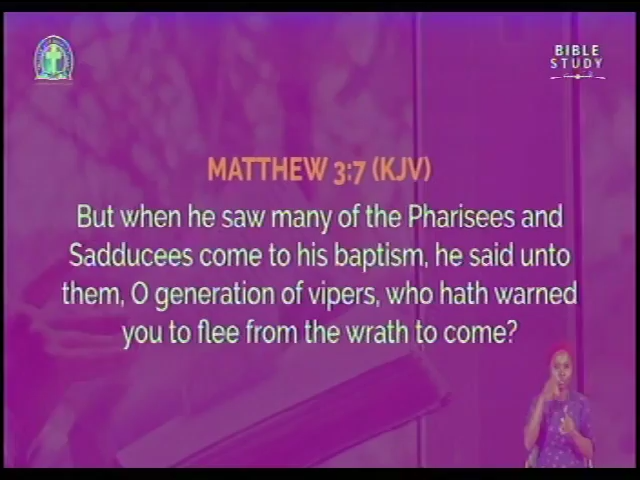 BIBLE
STUDY
MATTHEW 3:7 (KJV)
But when he saw many of the Pharisees and
Sadducees come to his baptism, he said unto
them, O generation of vipers, who hath warned
you to flee from the wrath to come?